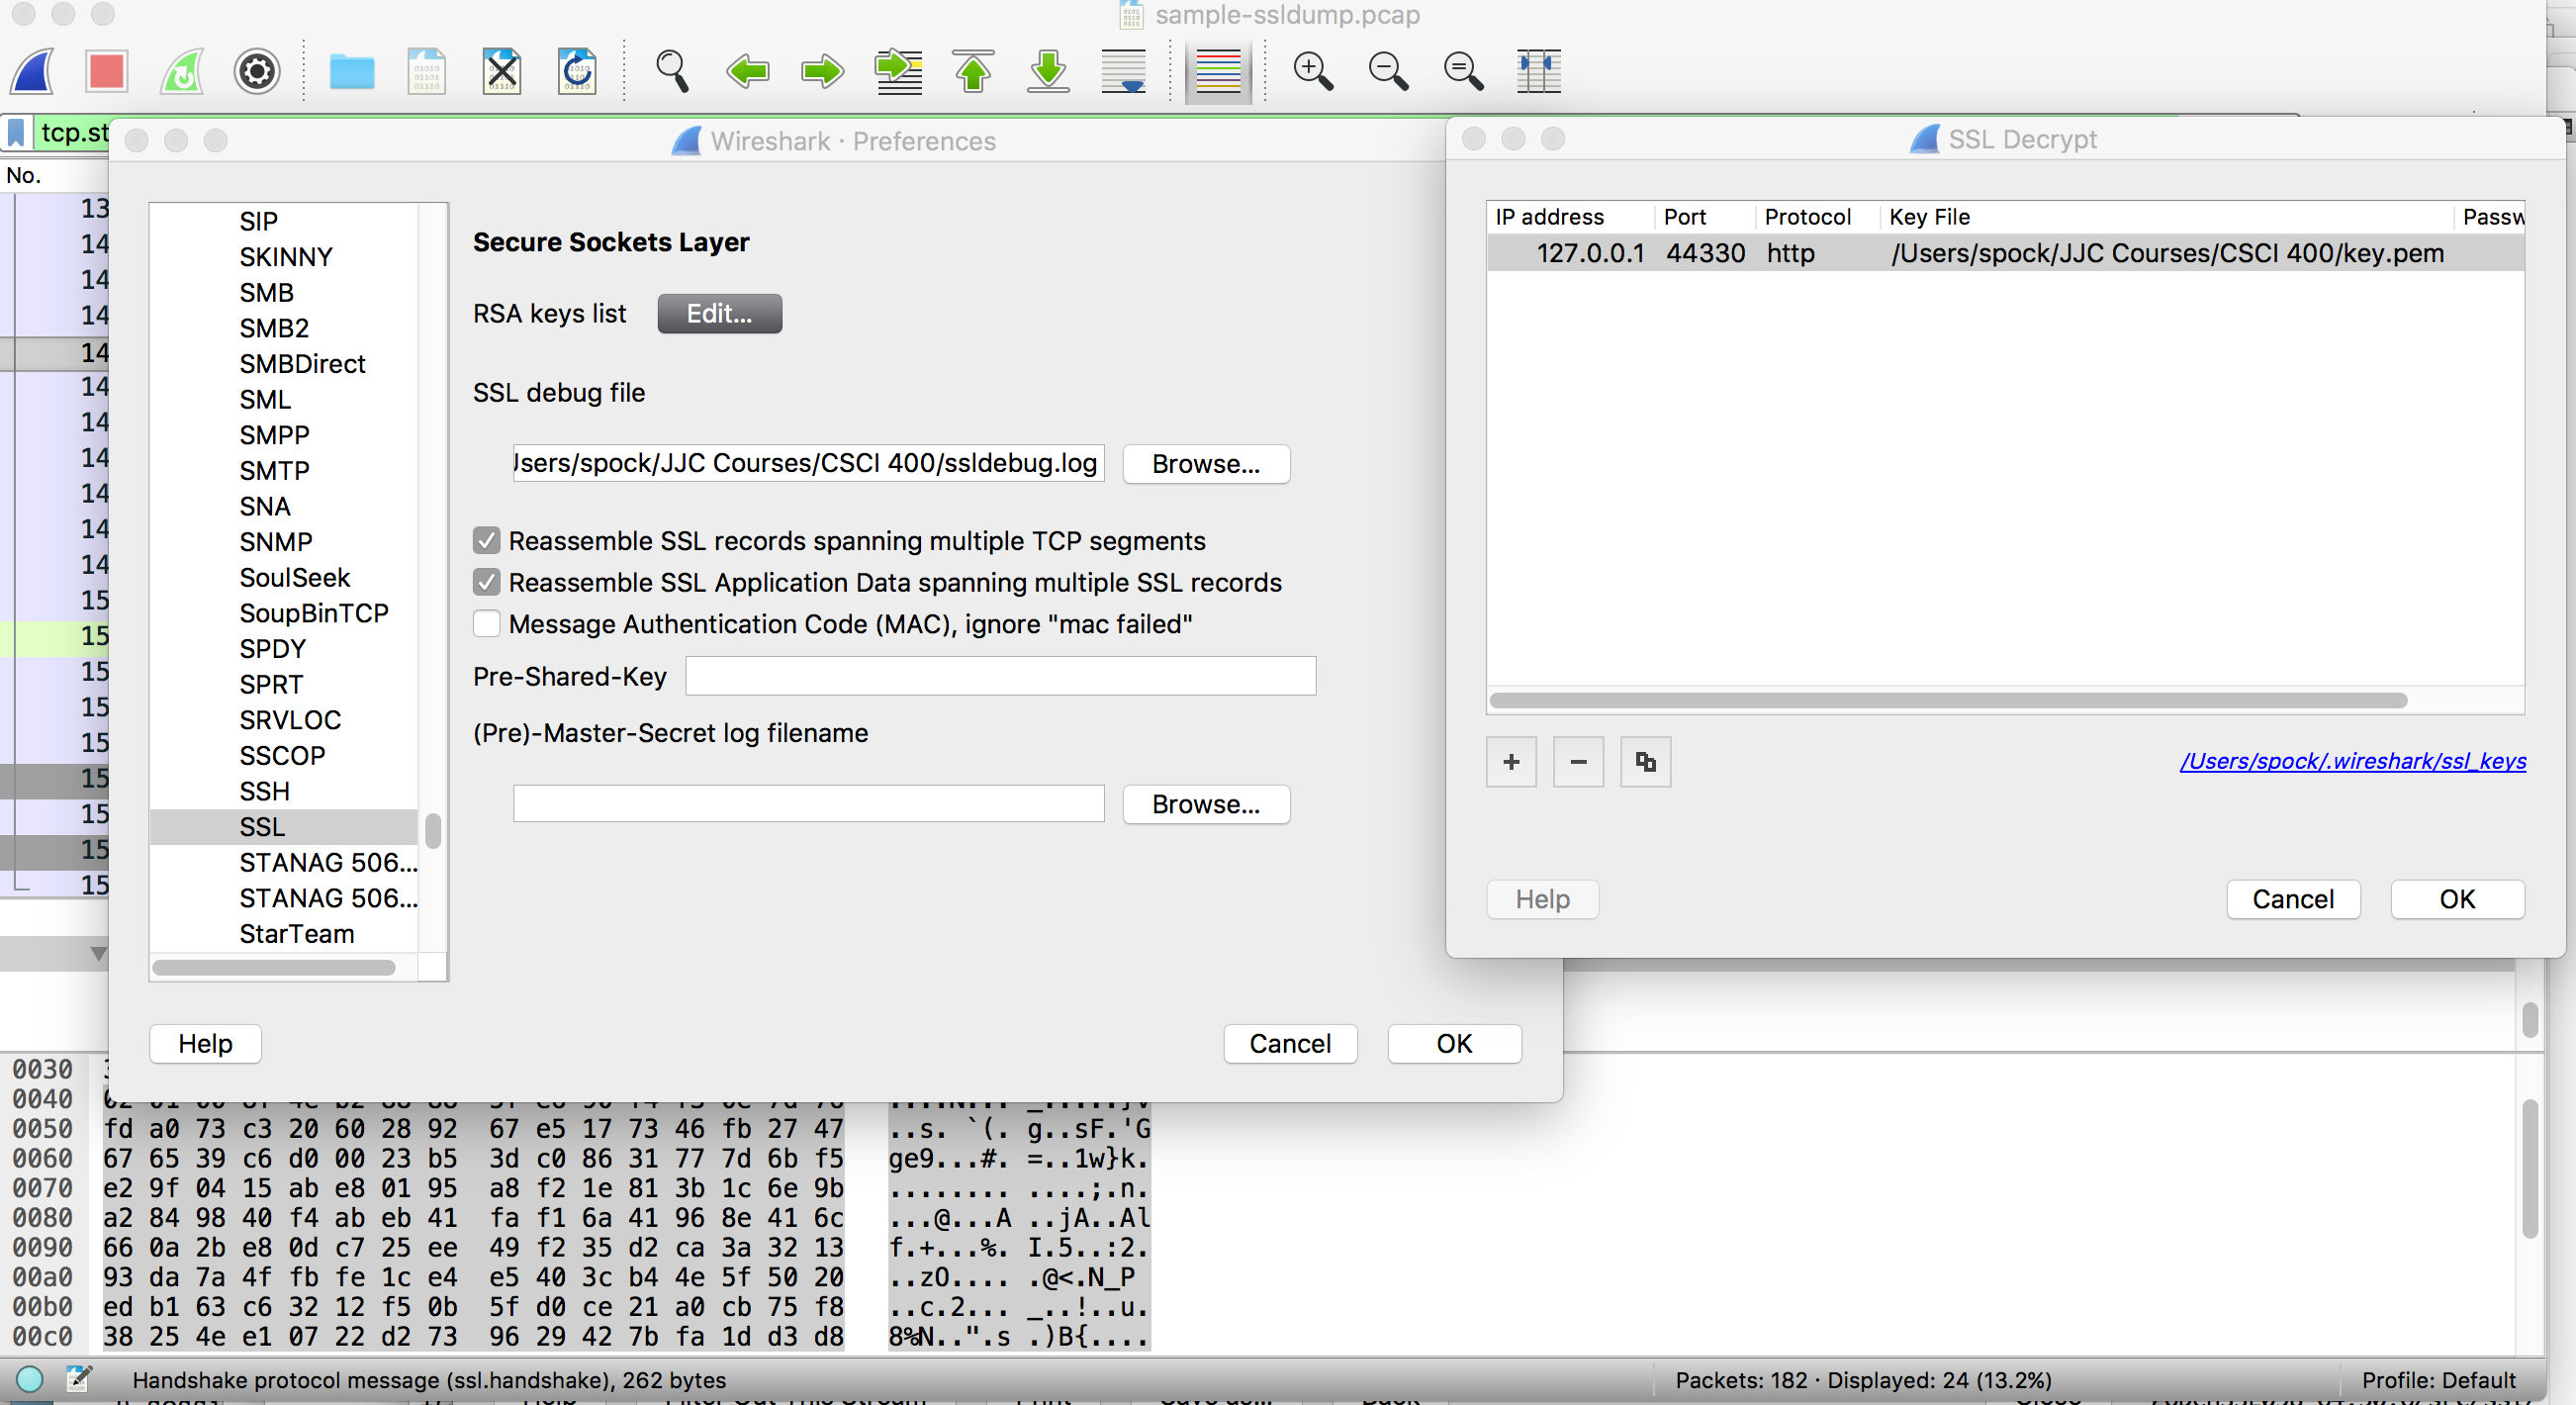 sample-ssldump.pcap
tcp.st
Wireshark · Preferences
SSL Decrypt
No.
13
14
14
14
14
14
14
14
14
14
14
15
15
15
15
15
15
15
15
15
SIP
SKINNY
SMB
SMB2
SMBDirect
SML
SMPP
SMTP
SNA
SNMP
SoulSeek
SoupBinTCP
SPDY
SPRT
SRVLOC
SSCOP
SSH
SSL
STANAG 506...
STANAG 506...
StarTeam
Secure Sockets Layer
RSA keys list Edit...
SSL debug file
Jsers/spock/JJC Courses/CSCI 400/ssldebug.log Browse...
Reassemble SSL records spanning multiple TCP segments
Reassemble SSL Application Data spanning multiple SSL records
Message Authentication Code (MAC), ignore "mac failed"
Pre-Shared-Key
(Pre)-Master-Secret log filename
Browse...
Help Cancel OK
IP address Port Protocol Key File Passw
127.0.0.1 44330 http /Users/spock/JJC Courses/CSCI 400/key.pem
+ −
/Users/spock/.wireshark/ssl_keys
Help Cancel OK
0030
0040
0050 fd a0 73 c3 20 60 28 92 67 e5 17 73 46 fb 27 47 ..s. `(. g..sF.'G
0060 67 65 39 c6 d0 00 23 b5 3d c0 86 31 77 7d 6b f5 ge9...#. =..1w}k.
0070 e2 9f 04 15 ab e8 01 95 a8 f2 1e 81 3b 1c 6e 9b ........ ....;.n.
0080 a2 84 98 40 f4 ab eb 41 fa f1 6a 41 96 8e 41 6c ...@...A ..jA..Al
0090 66 0a 2b e8 0d c7 25 ee 49 f2 35 d2 ca 3a 32 13 f.+...%. I.5..:2.
00a0 93 da 7a 4f fb fe 1c e4 e5 40 3c b4 4e 5f 50 20 ..zO.... .@<.N_P
00b0 ed b1 63 c6 32 12 f5 0b 5f d0 ce 21 a0 cb 75 f8 ..c.2... _..!..u.
00c0 38 25 4e e1 07 22 d2 73 96 29 42 7b fa 1d d3 d8 8%N..".s .)B{....
Handshake protocol message (ssl.handshake), 262 bytes Packets: 182 · Displayed: 24 (13.2%) Profile: Default